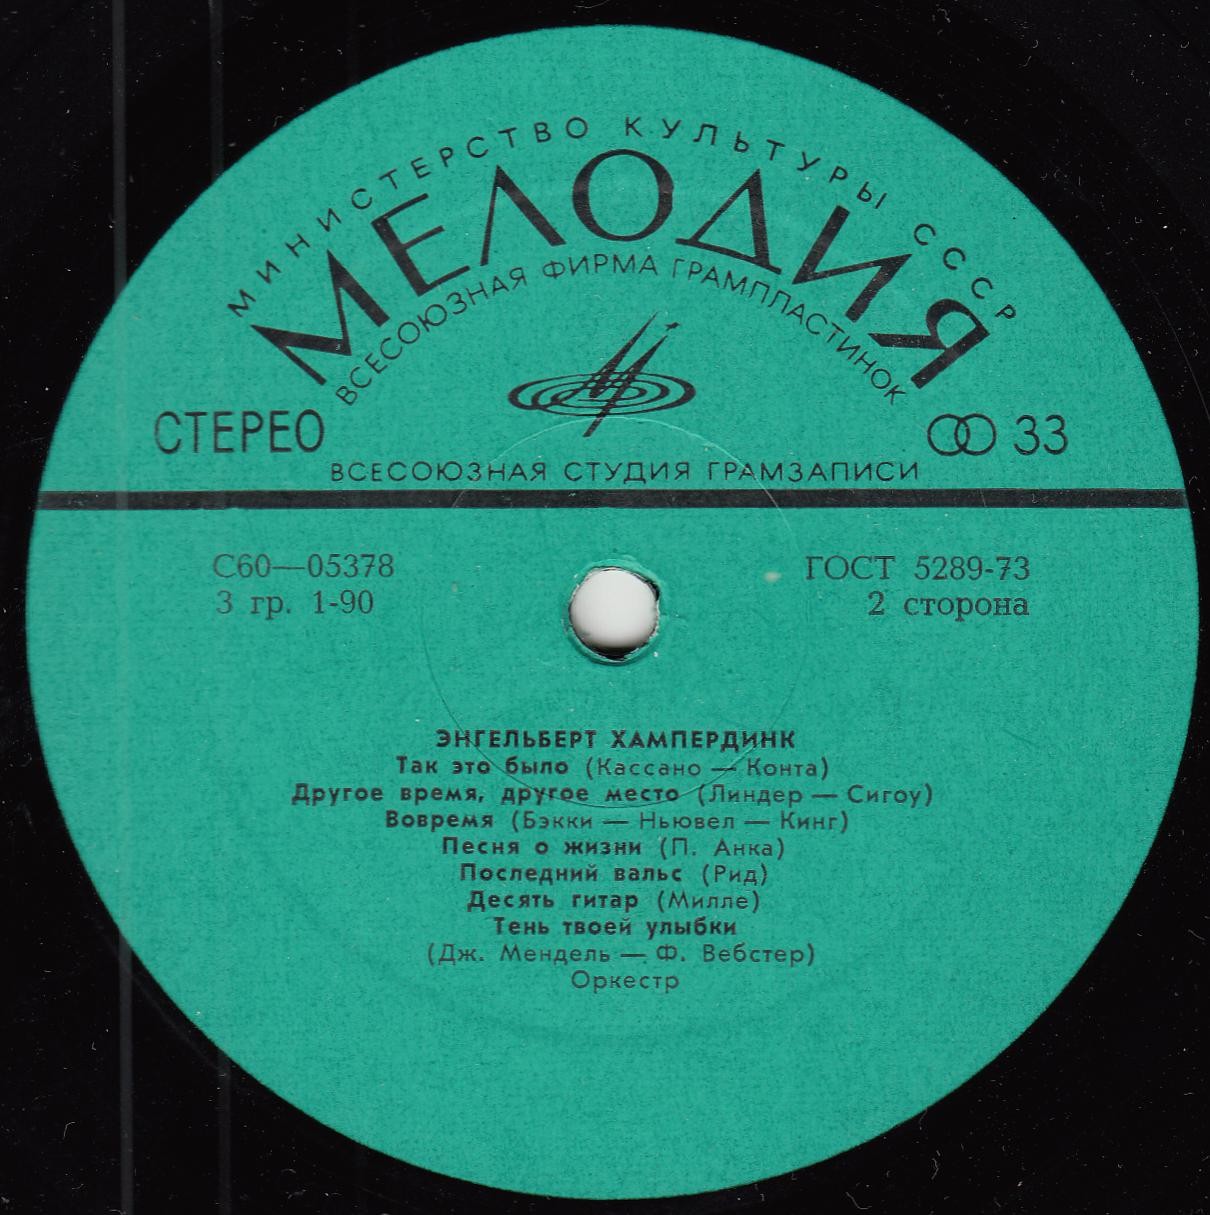 МИНИСТЕРСТВО КУЛЬТУРЫ СССР
МЕЛОДИЯ
ВСЕСОЮЗНАЯ ФИРМА ГРАМПЛАСТИНОК
СТЕРЕО
33
ВСЕСОЮЗНАЯ СТУДИЯ ГРАМЗАПИСИ
С60—05378
ГОСТ 5289-73
3 гр. 1-90
2 сторона
ЭНГЕЛЬБЕРТ ХАМПЕРДИНК
Так это было (Кассано — Конта)
Другое время, другое место (Линдер — Сигоу)
Вовремя (Бэкки — Ньювел — Кинг)
Песня о жизни (П. Анка)
Последний вальс (Рид)
Десять гитар (Милле)
Тень твоей улыбки
(Дж. Мендель — Ф. Вебстер)
Оркестр